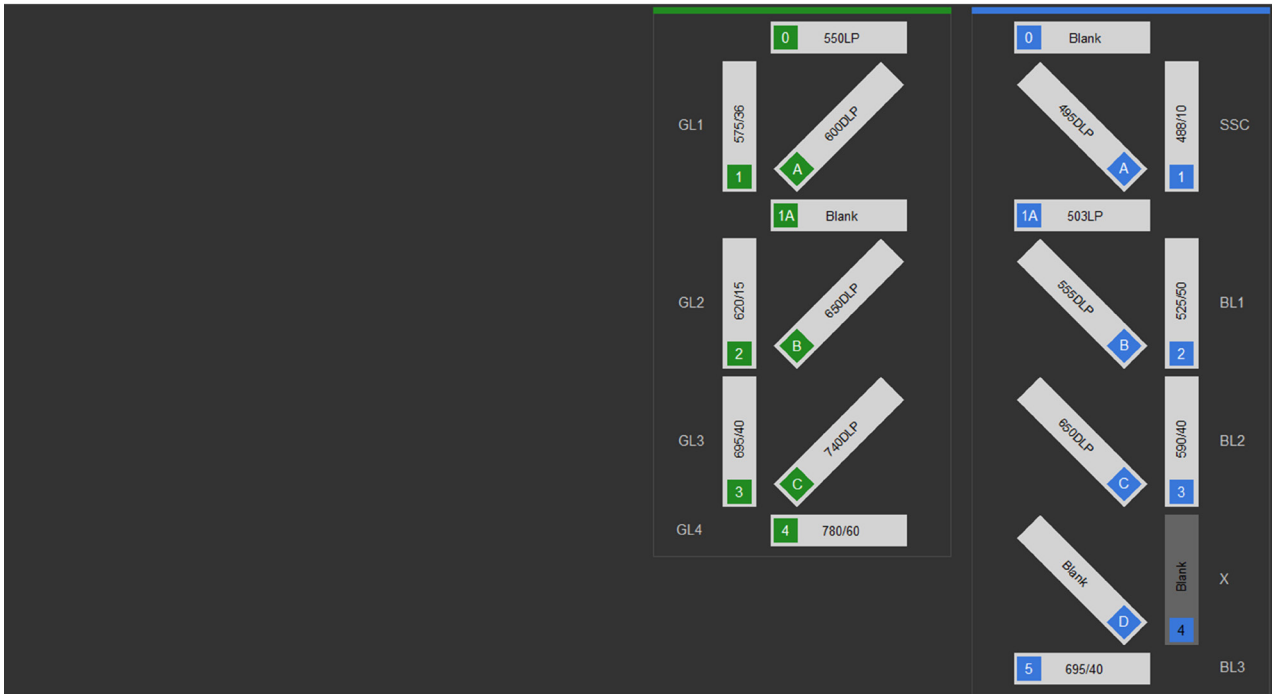 0 550LP
GL1 575/36 1
600DLP A
1A Blank
GL2 620/15 2
650DLP B
GL3 695/40 3
740DLP C
GL4 4 780/60
0 Blank
495DLP A
488/10 1 SSC
1A 503LP
555DLP B
525/50 2 BL1
650DLP C
590/40 3 BL2
Blank D
Blank 4 X
5 695/40 BL3